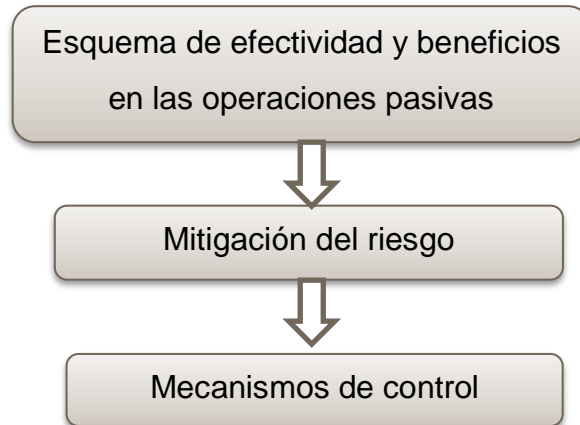 Esquema de efectividad y beneficios
en las operaciones pasivas
Mitigación del riesgo
Mecanismos de control